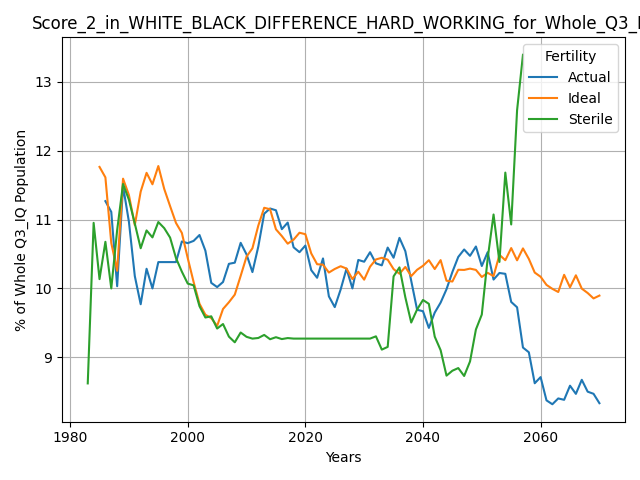 Score_2_in_WHITE_BLACK_DIFFERENCE_HARD_WORKING_for_Whole_Q3_I
Fertility
Actual
Ideal
Sterile
% of Whole Q3_IQ Population
13
12
11
10
9
1980
2000
2020
2040
2060
Years